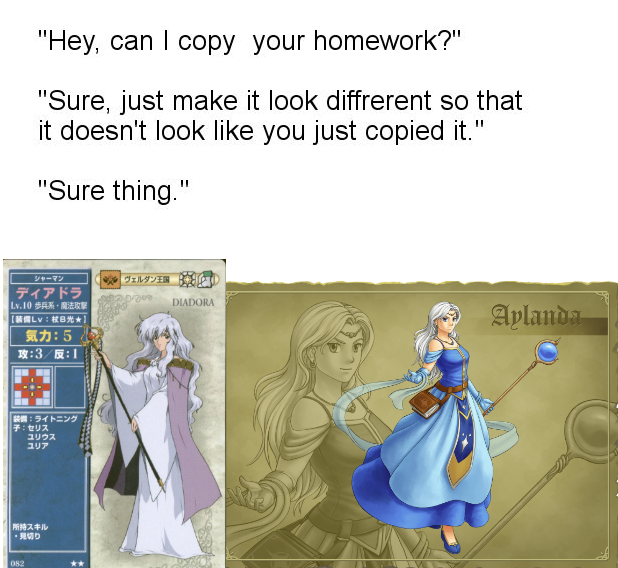 "Hey, can I copy  your homework?"
"Sure, just make it look diffrerent so that
it doesn't look like you just copied it."
"Sure thing."
シャーマン
ディアドラ
Lv.10 歩兵系・魔法攻撃
【装備Lv：杖B光★】
気力：5
攻：3／反：1
装備：ライトニング
子：セリス
ユリウス
ユリア
所持スキル
・見切り
082 ★★
ヴェルダン王国
DIADORA
Aylanda